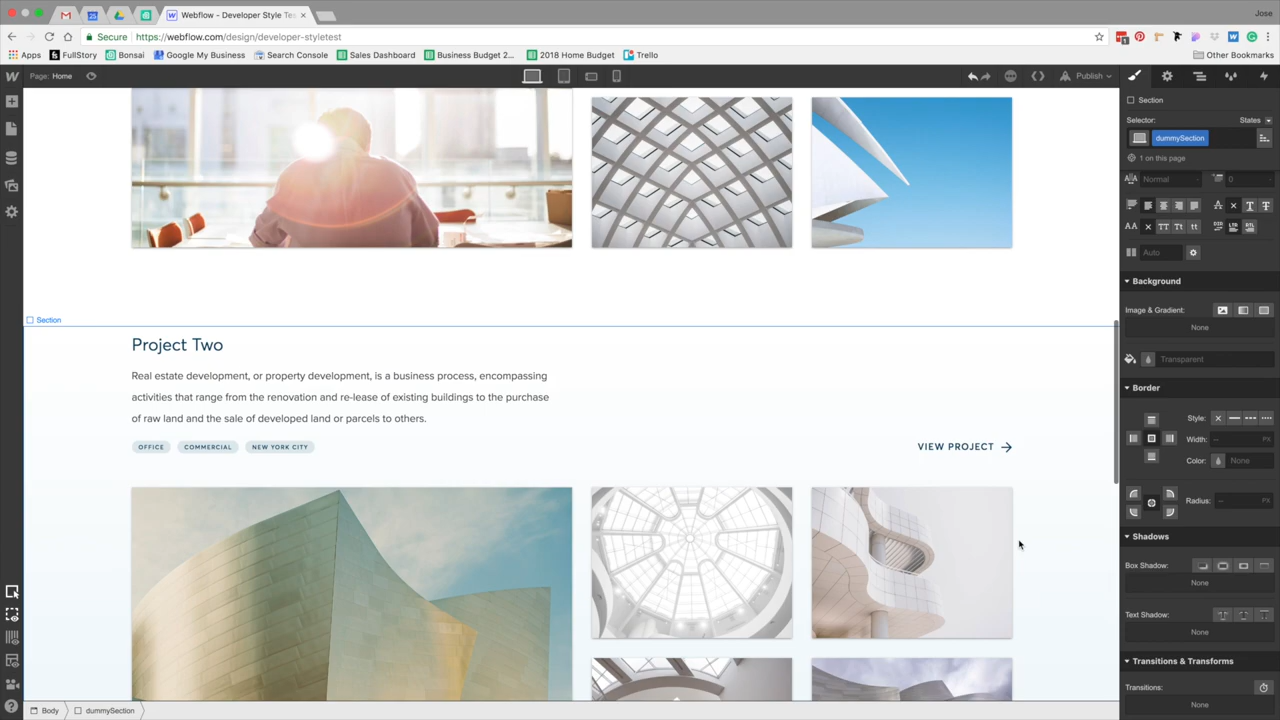 Jose
Webflow - Developer Style Tes
Secure
https://webflow.com/design/developer-styletest
Apps
FullStory
Bonsai
Google My Business
Search Console
Sales Dashboard
Business Budget 2...
2018 Home Budget
Trello
Other Bookmarks
Page: Home
Publish
Section
Selector:
States
dummySection
1 on this page
Normal
0
Auto
Background
Image & Gradient:
None
Transparent
Border
Style:
Width:
PX
Color:
None
Radius:
PX
Shadows
Box Shadow:
None
Text Shadow:
None
Transitions & Transforms
Transitions:
None
Section
Project Two
Real estate development, or property development, is a business process, encompassing
activities that range from the renovation and re-lease of existing buildings to the purchase
of raw land and the sale of developed land or parcels to others.
OFFICE
COMMERCIAL
NEW YORK CITY
VIEW PROJECT
Body
dummySection